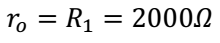 r_o = R_1 = 2000Ω